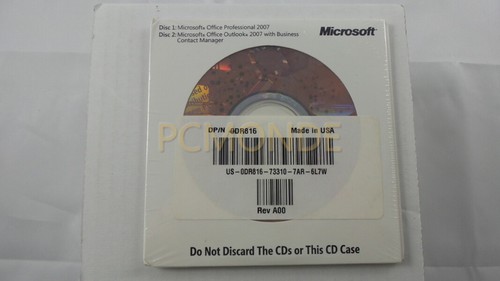 Disc 1: Microsoft® Office Professional 2007
Disc 2: Microsoft® Office Outlook® 2007 with Business
Contact Manager
Microsoft®
PCMONDE
DP/N 0DR816 Made in USA
US-0DR816-73310-7AR-6L7W
Rev A00
Do Not Discard The CDs or This CD Case